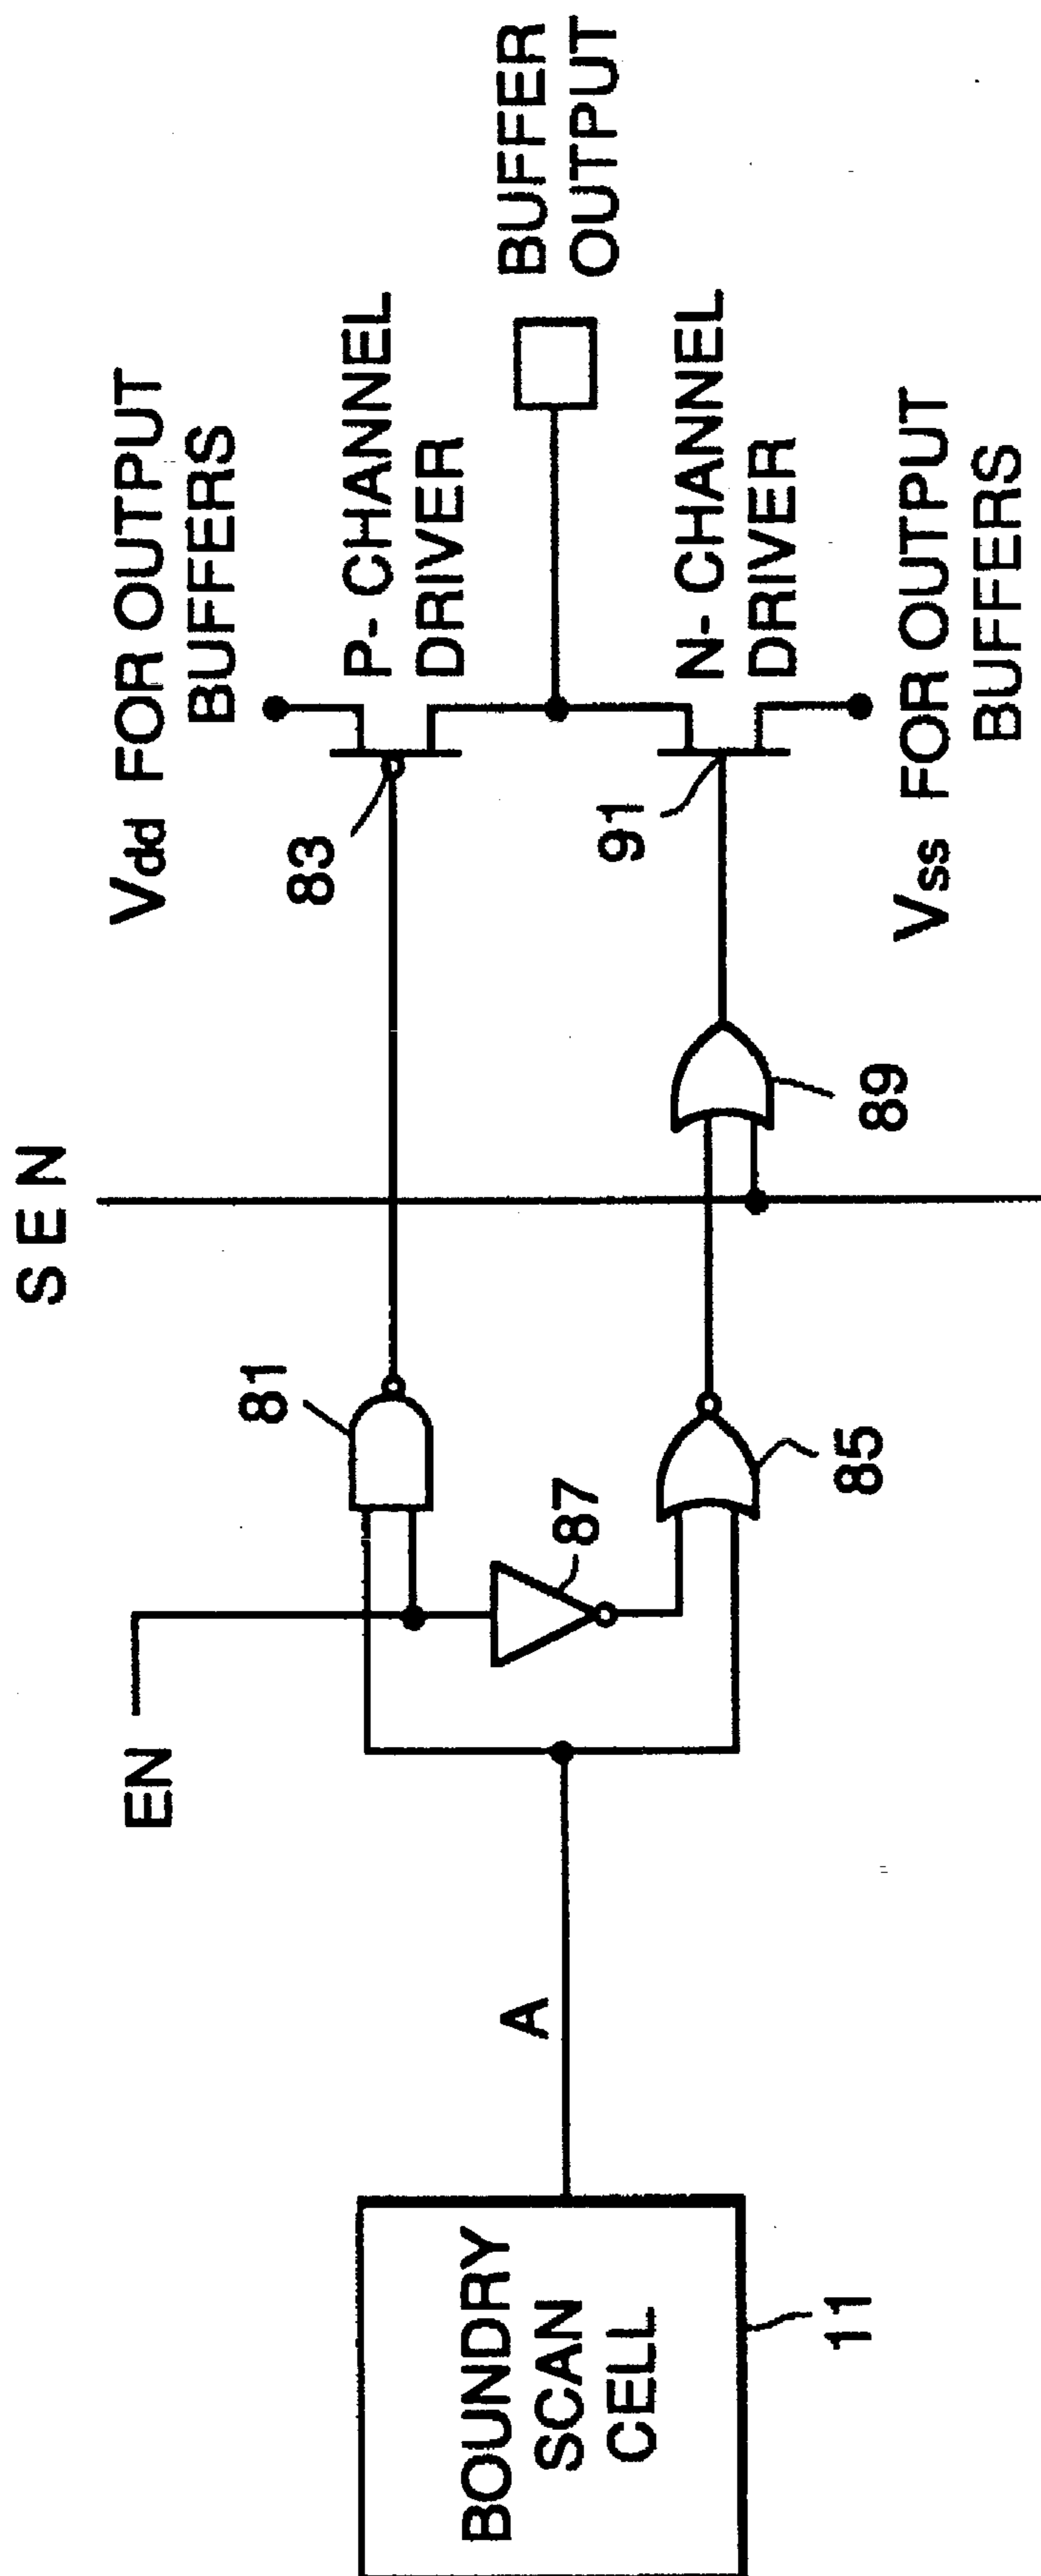 BOUNDRY
SCAN
CELL
11
A
EN
81
87
85
S E N
89
83
91
Vdd FOR OUTPUT
BUFFERS
P- CHANNEL
DRIVER
BUFFER
OUTPUT
N- CHANNEL
DRIVER
Vss FOR OUTPUT
BUFFERS